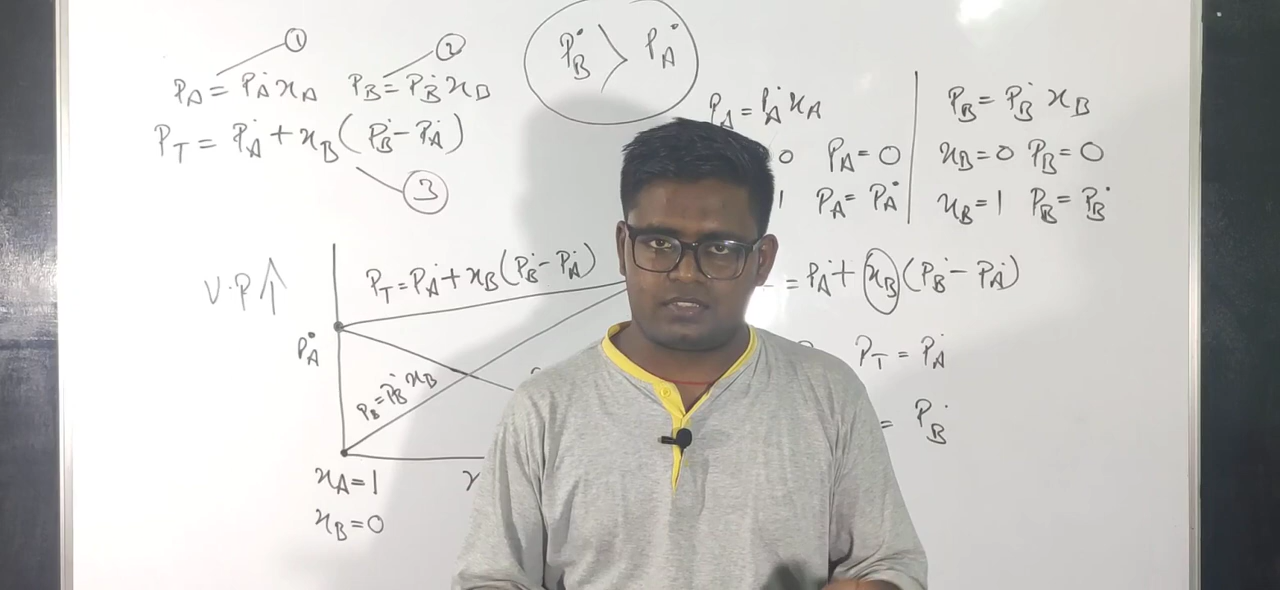 ①
②
P_A = P°_A x_A
P_B = P°_B x_B
P_T = P°_A + x_B (P°_B − P°_A)
③
P°_B > P°_A
P_A = P°_A x_A
0 P_A = 0
1 P_A = P°_A
P_B = P°_B x_B
x_B = 0 P_B = 0
x_B = 1 P_B = P°_B
V.P ↑
P_T = P°_A + x_B (P°_B − P°_A)
P°_A
P_B = P°_B x_B
x_A = 1
x_B = 0
= P°_A + x_B (P°_B − P°_A)
P_T = P°_A
= P°_B